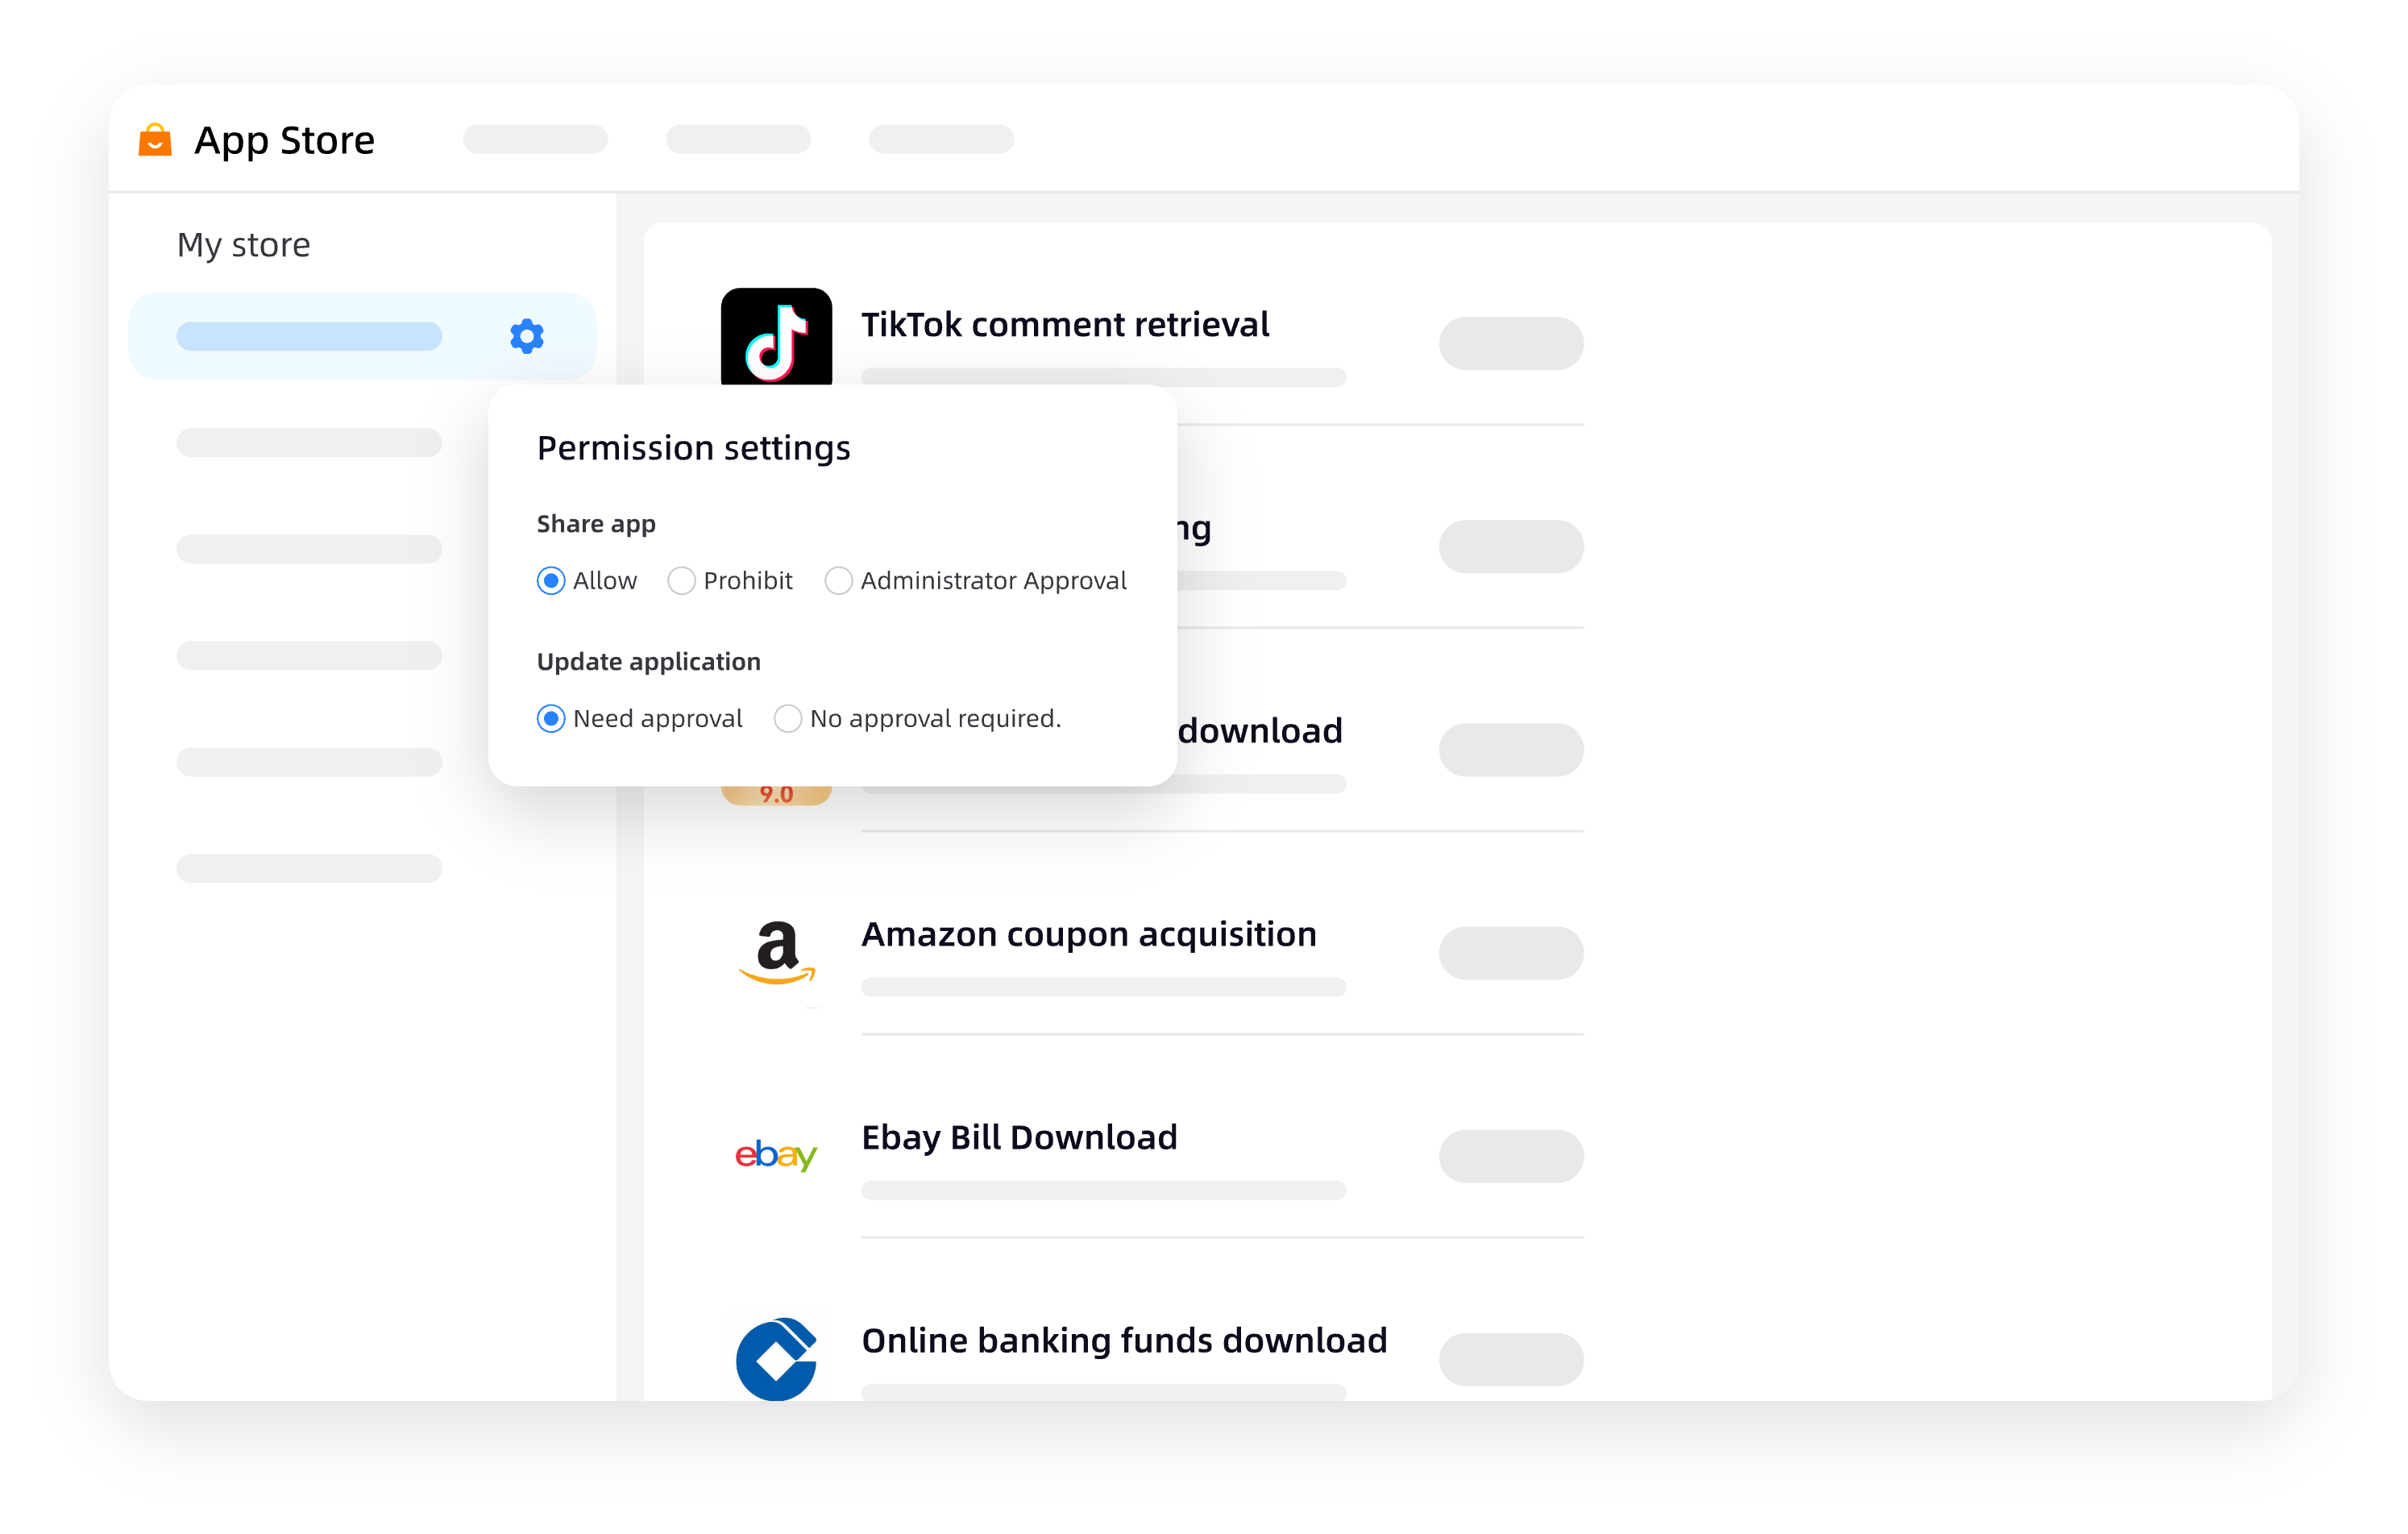 App Store
My store
TikTok comment retrieval
Permission settings
Share app
Allow Prohibit Administrator Approval
Update application
Need approval No approval required.
download
9.0
a
Amazon coupon acquisition
ebay
Ebay Bill Download
Online banking funds download